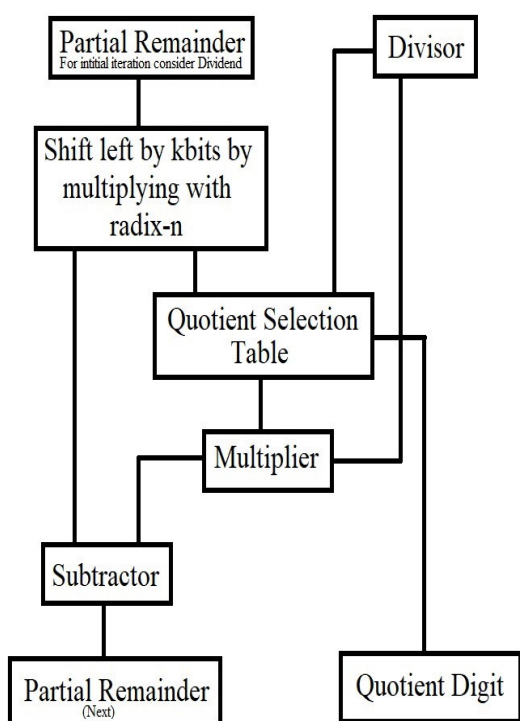 Partial Remainder
For intitial iteration consider Dividend
Divisor
Shift left by kbits by
multiplying with
radix-n
Quotient Selection
Table
Multiplier
Subtractor
Partial Remainder
(Next)
Quotient Digit